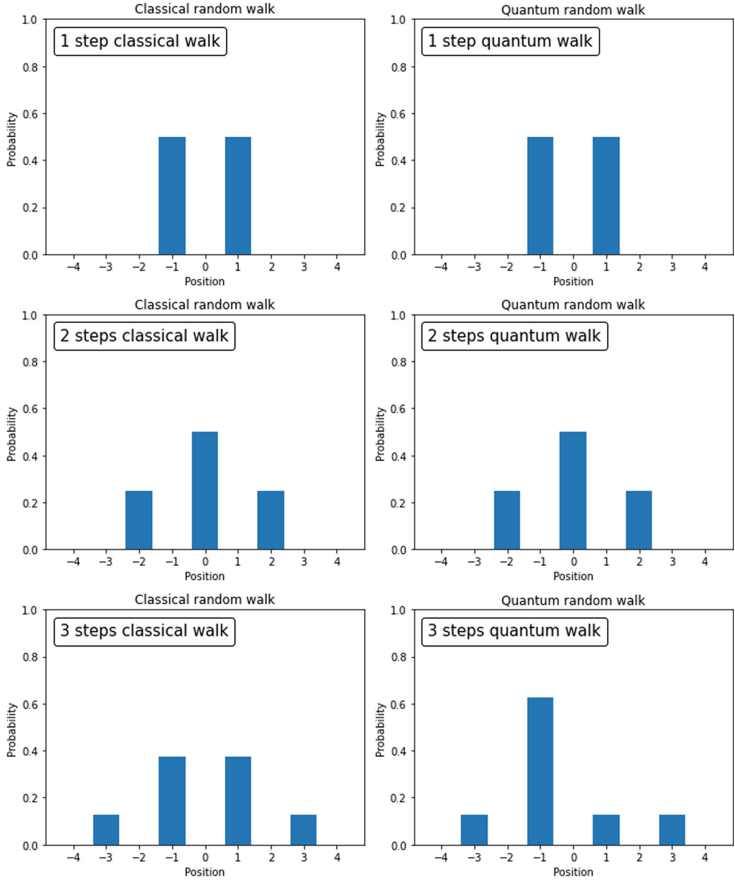 Classical random walk
1 step classical walk
1.0
0.8
0.6
0.4
0.2
0.0
Probability
−4 −3 −2 −1 0 1 2 3 4
Position
Quantum random walk
1 step quantum walk
1.0
0.8
0.6
0.4
0.2
0.0
Probability
−4 −3 −2 −1 0 1 2 3 4
Position
Classical random walk
2 steps classical walk
1.0
0.8
0.6
0.4
0.2
0.0
Probability
−4 −3 −2 −1 0 1 2 3 4
Position
Quantum random walk
2 steps quantum walk
1.0
0.8
0.6
0.4
0.2
0.0
Probability
−4 −3 −2 −1 0 1 2 3 4
Position
Classical random walk
3 steps classical walk
1.0
0.8
0.6
0.4
0.2
0.0
Probability
−4 −3 −2 −1 0 1 2 3 4
Position
Quantum random walk
3 steps quantum walk
1.0
0.8
0.6
0.4
0.2
0.0
Probability
−4 −3 −2 −1 0 1 2 3 4
Position